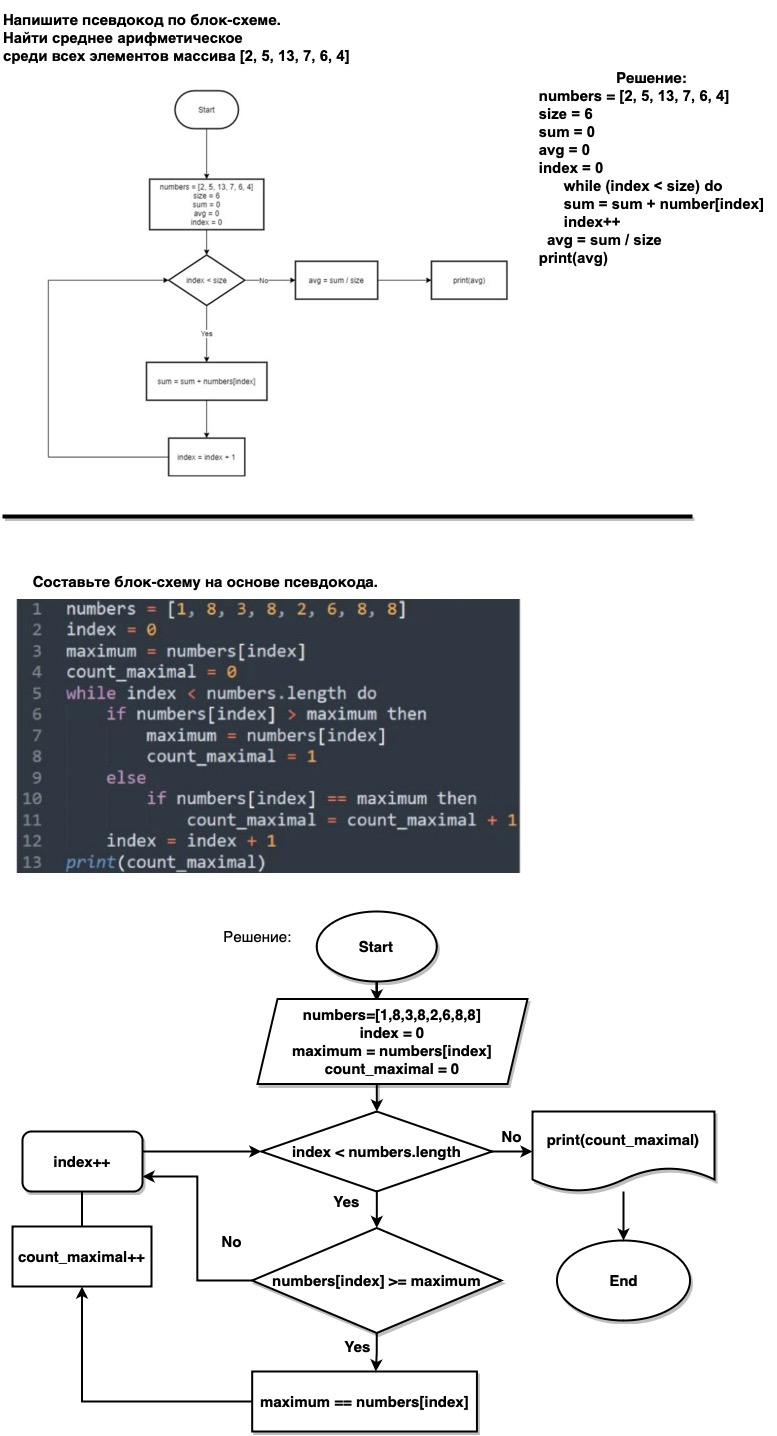 Напишите псевдокод по блок-схеме.
Найти среднее арифметическое
среди всех элементов массива [2, 5, 13, 7, 6, 4]
Start
numbers = [2, 5, 13, 7, 6, 4]
size = 6
sum = 0
avg = 0
index = 0
index < size
No
avg = sum / size
print(avg)
Yes
sum = sum + numbers[index]
index = index + 1
Решение:
numbers = [2, 5, 13, 7, 6, 4]
size = 6
sum = 0
avg = 0
index = 0
while (index < size) do
sum = sum + number[index]
index++
avg = sum / size
print(avg)
Составьте блок-схему на основе псевдокода.
1 numbers = [1, 8, 3, 8, 2, 6, 8, 8]
2 index = 0
3 maximum = numbers[index]
4 count_maximal = 0
5 while index < numbers.length do
6 if numbers[index] > maximum then
7 maximum = numbers[index]
8 count_maximal = 1
9 else
10 if numbers[index] == maximum then
11 count_maximal = count_maximal + 1
12 index = index + 1
13 print(count_maximal)
Решение:
Start
numbers=[1,8,3,8,2,6,8,8]
index = 0
maximum = numbers[index]
count_maximal = 0
index < numbers.length
No
print(count_maximal)
End
index++
Yes
count_maximal++
No
numbers[index] >= maximum
Yes
maximum == numbers[index]